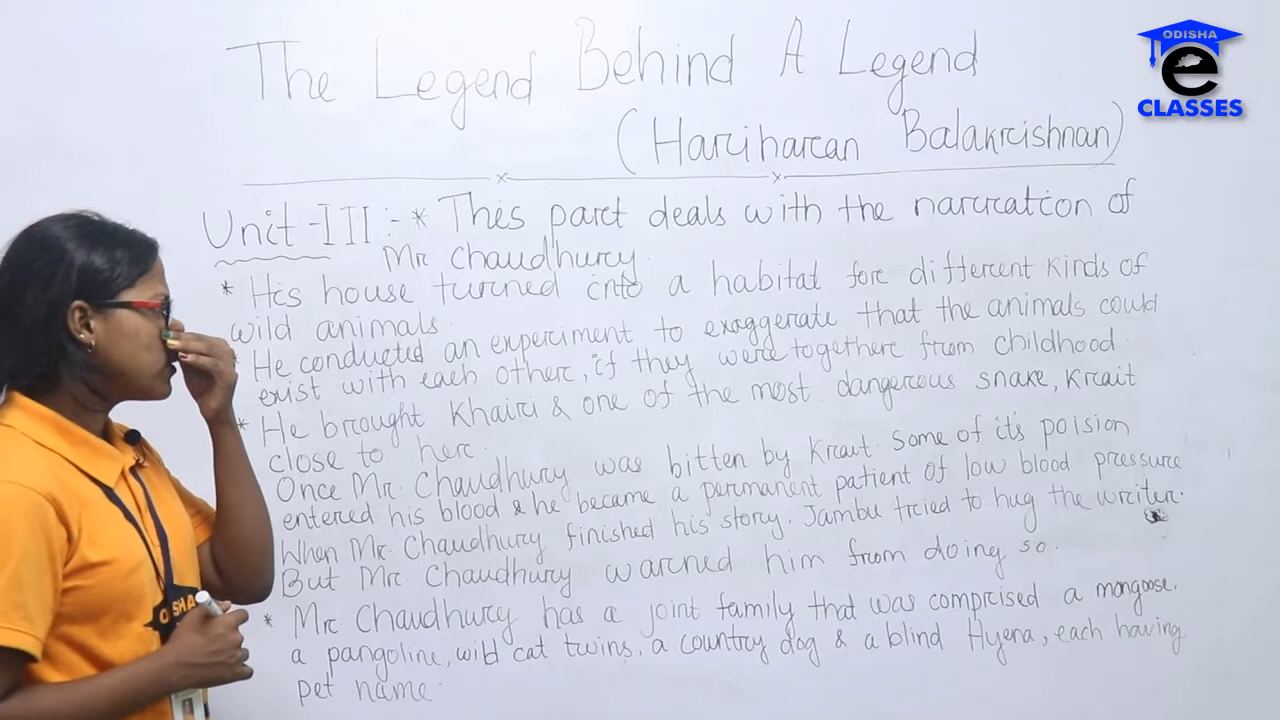 The Legend Behind A Legend
(Hariharan Balakrishnan)
ODISHA
e
CLASSES
Unit-III :- * This part deals with the narration of
Mr Chaudhury.
* His house turned into a habitat for different kinds of
wild animals.
* He conducted an experiment to exaggerate that the animals could
exist with each other, if they were together from childhood.
* He brought Khairi & one of the most dangerous snake, Krait
close to her.
Once Mr. Chaudhury was bitten by Krait. Some of it's poision
entered his blood & he became a permanent patient of low blood pressure
When Mr. Chaudhury finished his story. Jambu tried to hug the writer.
But Mr. Chaudhury warned him from doing so.
* Mr. Chaudhury has a joint family that was comprised a mongoose.
a pangoline, wild cat twins, a country dog & a blind Hyena, each having
pet name.
ODISHA